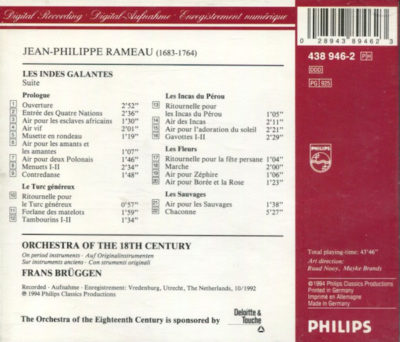 Digital Recording · Digital-Aufnahme · Enregistrement numérique
0 28943 89462 3
JEAN-PHILIPPE RAMEAU (1683-1764)
438 946-2 PH
DDD
PG 925
LES INDES GALANTES
Suite
Prologue
1 Ouverture 2'52"
2 Entrée des Quatre Nations 2'36"
3 Air pour les esclaves africains 1'30"
4 Air vif 2'01"
5 Musette en rondeau 1'19"
6 Air pour les amants et
les amantes 1'07"
7 Air pour deux Polonais 1'46"
8 Menuets I-II 2'34"
9 Contredanse 1'48"
Le Turc généreux
10 Ritournelle pour
le Turc généreux 0'57"
11 Forlane des matelots 1'59"
12 Tambourins I-II 1'34"
Les Incas du Pérou
13 Ritournelle pour
les Incas du Pérou 1'05"
14 Air des Incas 2'11"
15 Air pour l'adoration du soleil 2'21"
16 Gavottes I-II 2'29"
Les Fleurs
17 Ritournelle pour la fête persane 1'04"
18 Marche 2'00"
19 Air pour Zéphire 1'06"
20 Air pour Borée et la Rose 1'23"
Les Sauvages
21 Air pour les Sauvages 1'38"
22 Chaconne 5'27"
ORCHESTRA OF THE 18TH CENTURY
On period instruments · Auf Originalinstrumenten
Sur instruments anciens · Con strumenti originali
FRANS BRÜGGEN
Recorded · Aufnahme · Enregistrement: Vredenburg, Utrecht, The Netherlands, 10/1992
℗ 1994 Philips Classics Productions
The Orchestra of the Eighteenth Century is sponsored by
Deloitte &
Touche
PHILIPS
Total playing-time: 43'46"
Art direction:
Ruud Nooy, Mayke Brands
© 1994 Philips Classics Productions
Printed in Germany
Imprimé en Allemagne
Made in Germany
PHILIPS